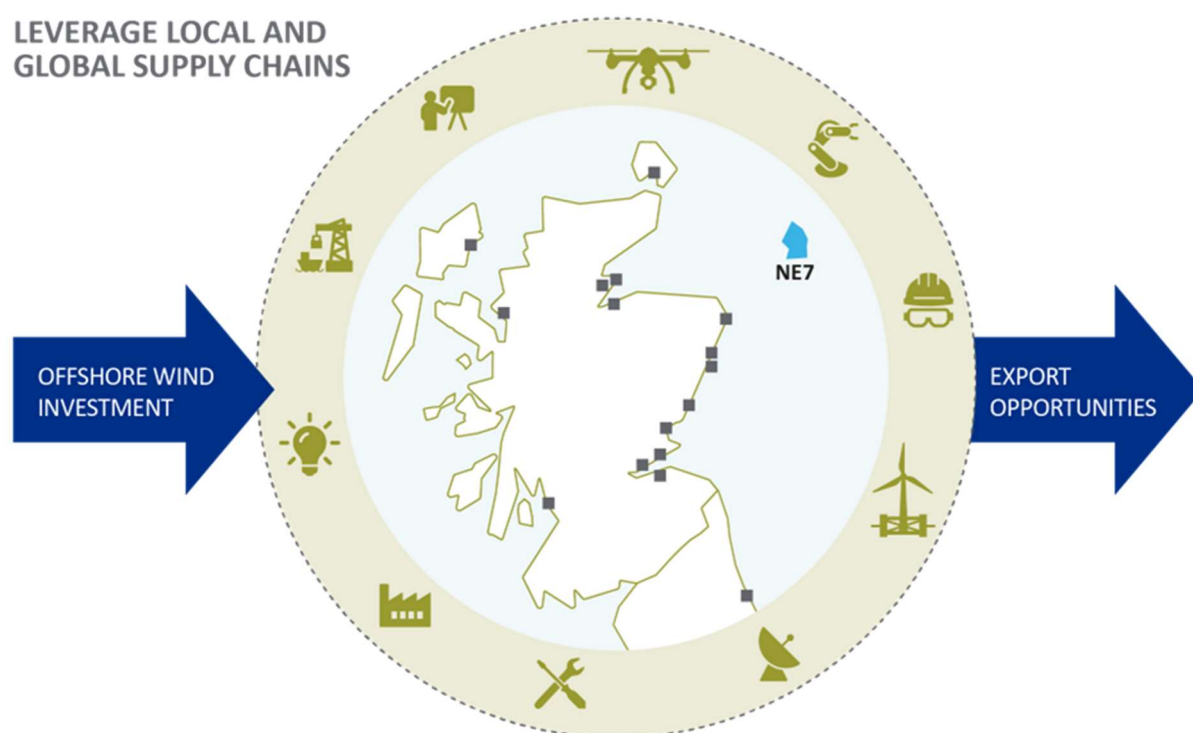 LEVERAGE LOCAL AND
GLOBAL SUPPLY CHAINS
NE7
OFFSHORE WIND
INVESTMENT
EXPORT
OPPORTUNITIES